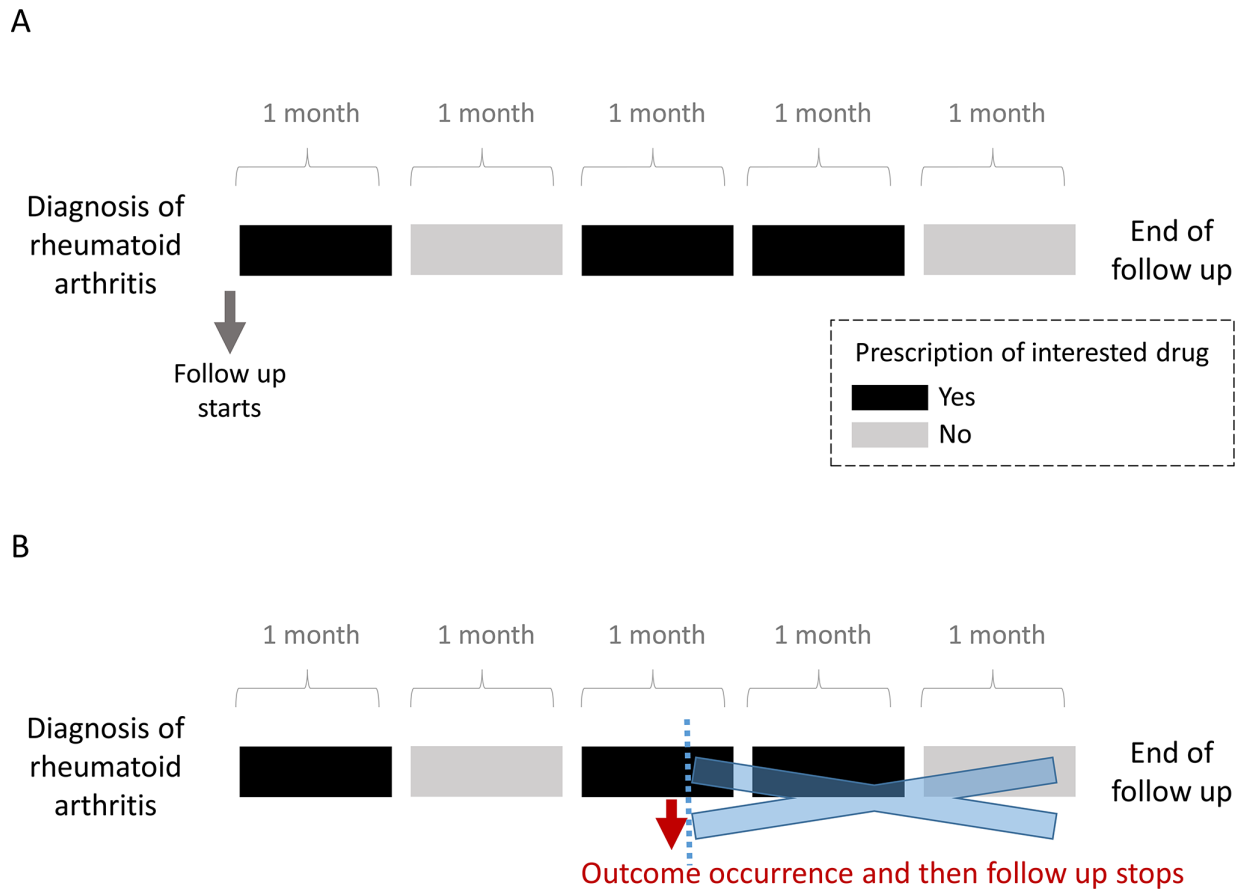 A
1 month 1 month 1 month 1 month 1 month
Diagnosis of
rheumatoid
arthritis
End of
follow up
Follow up
starts
Prescription of interested drug
Yes
No
B
1 month 1 month 1 month 1 month 1 month
Diagnosis of
rheumatoid
arthritis
End of
follow up
Outcome occurrence and then follow up stops